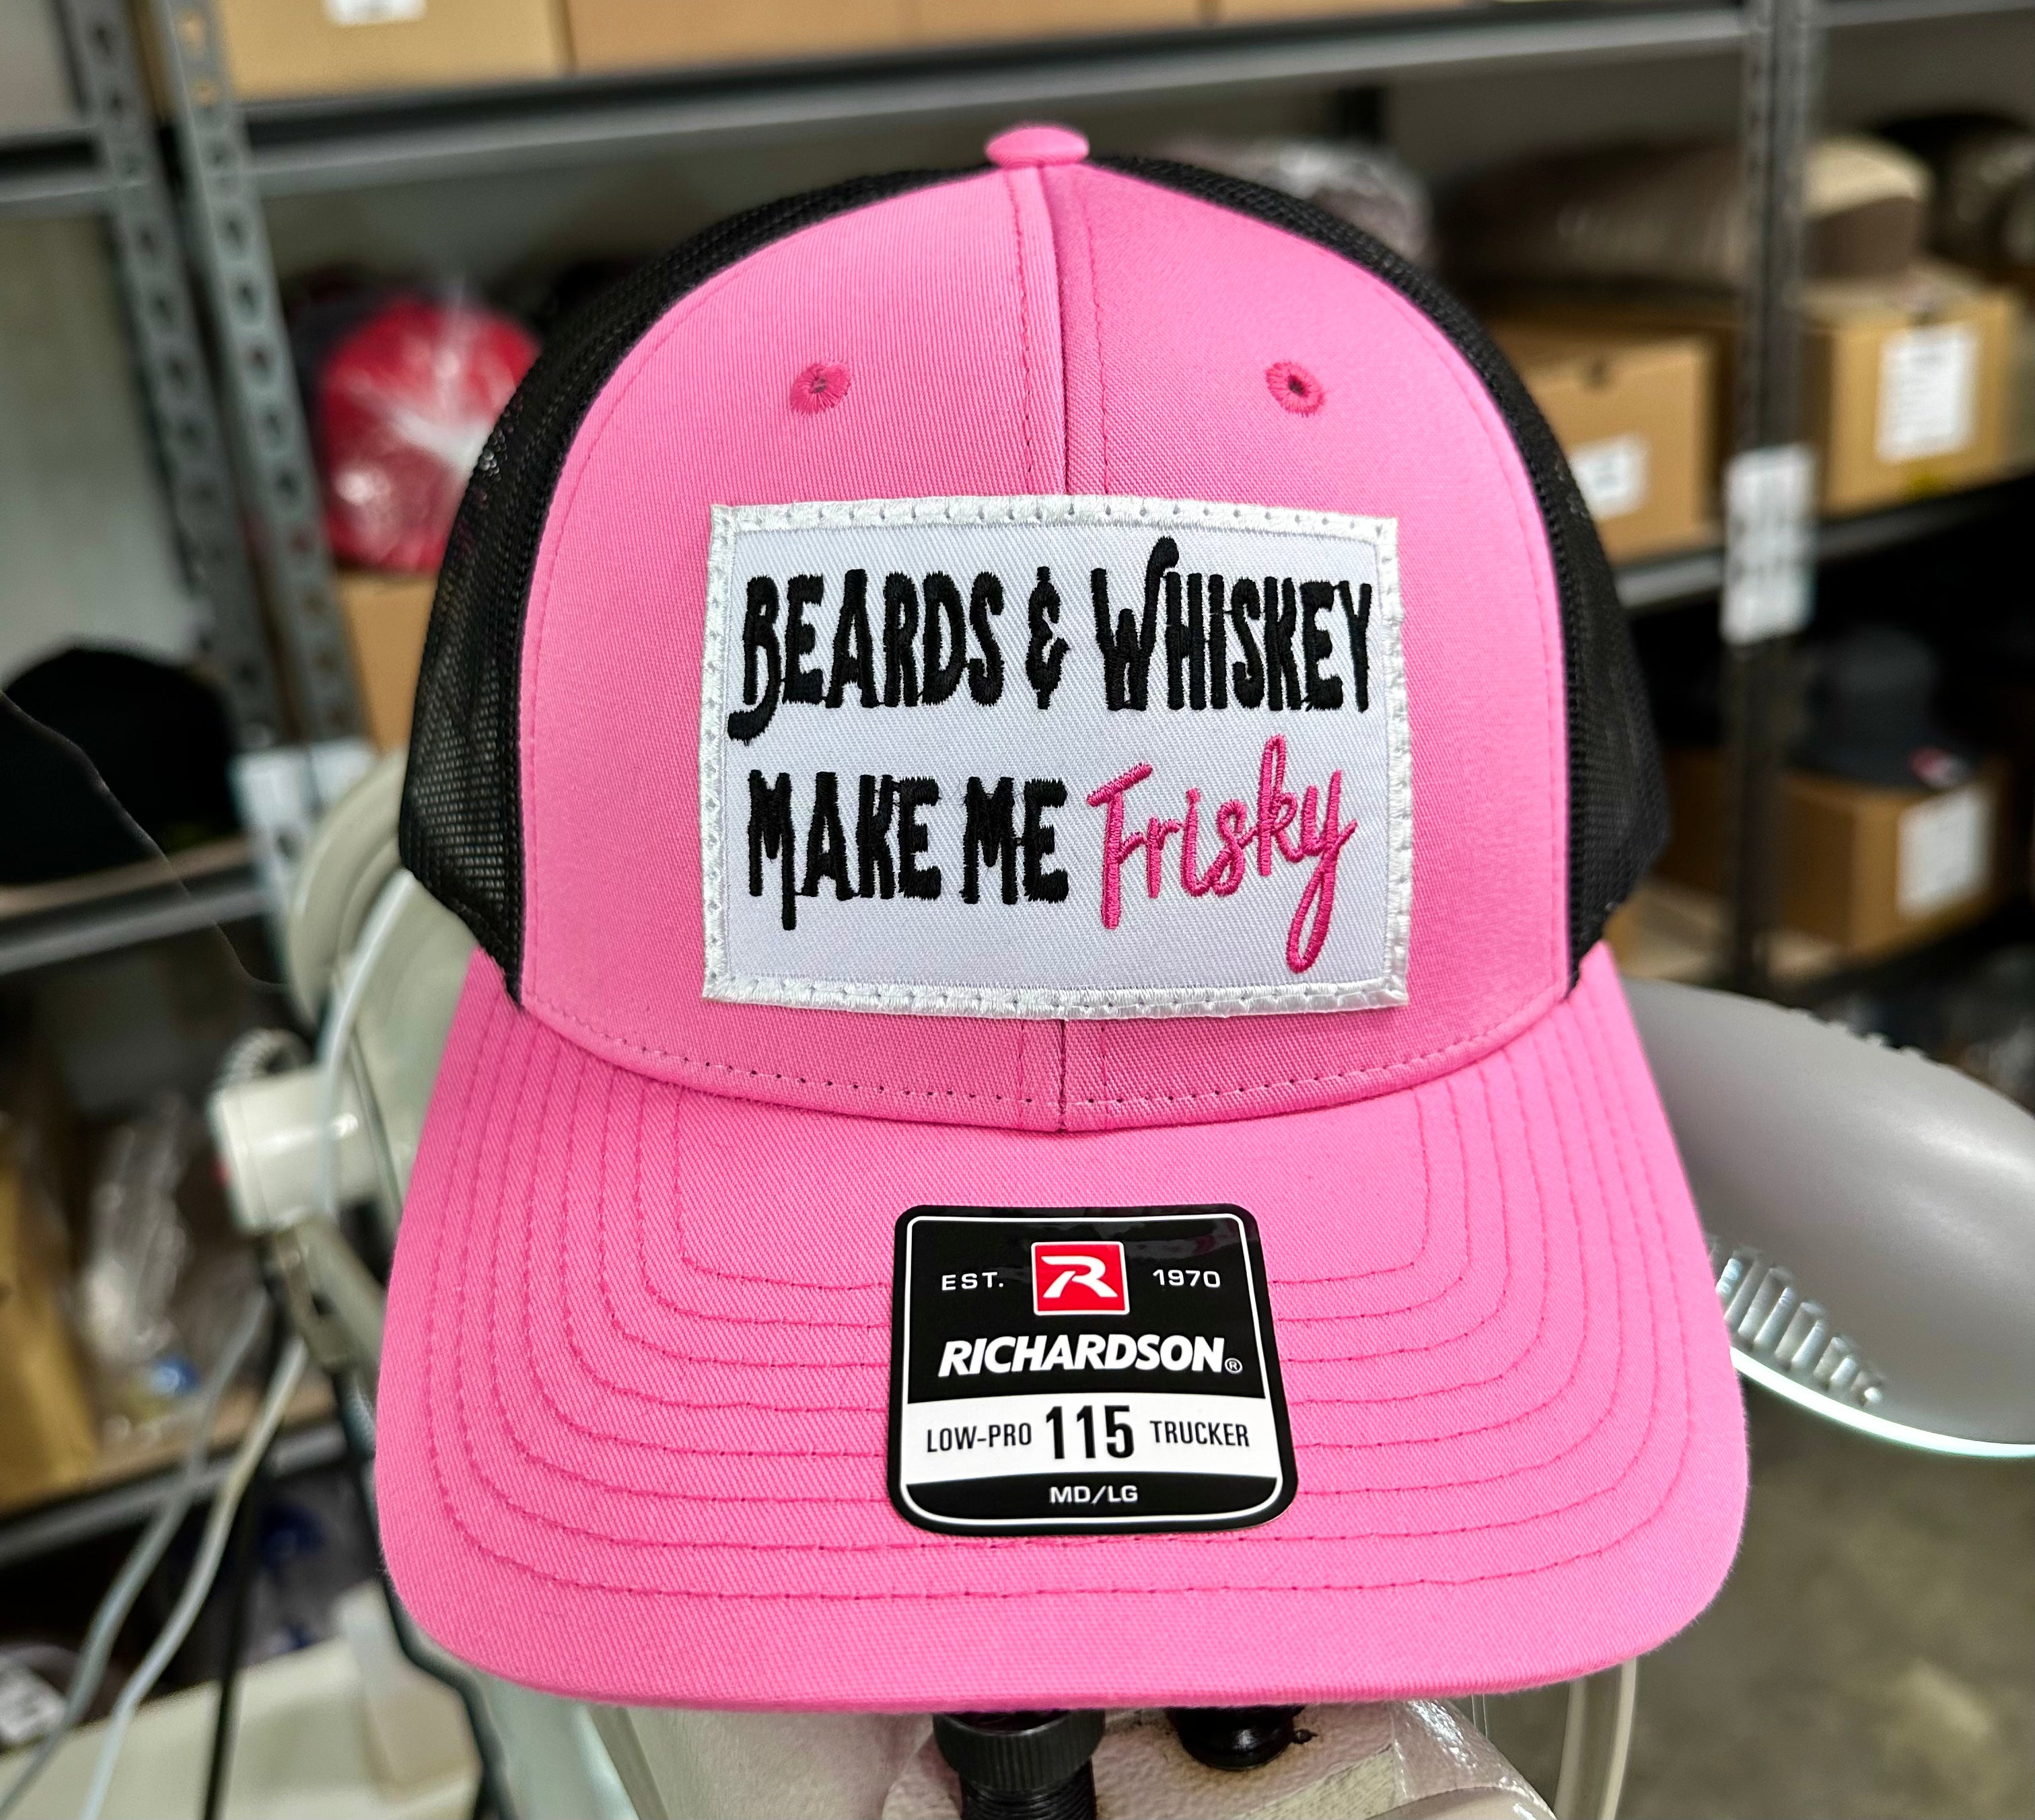 BEARDS & WHISKEY
MAKE ME Frisky
EST. R 1970
RICHARDSON®
LOW-PRO 115 TRUCKER
MD/LG